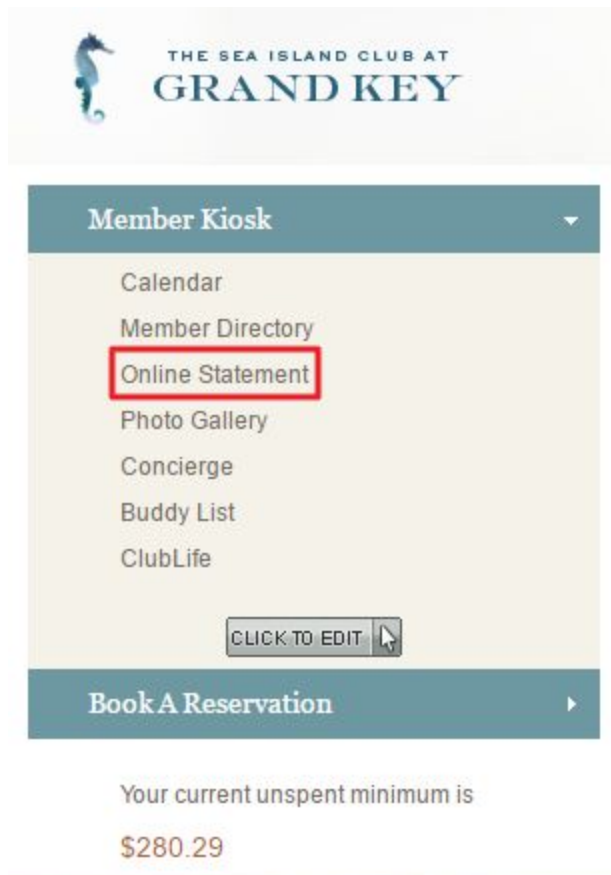 THE SEA ISLAND CLUB AT
GRAND KEY
Member Kiosk
Calendar
Member Directory
Online Statement
Photo Gallery
Concierge
Buddy List
ClubLife
CLICK TO EDIT
Book A Reservation
Your current unspent minimum is
$280.29